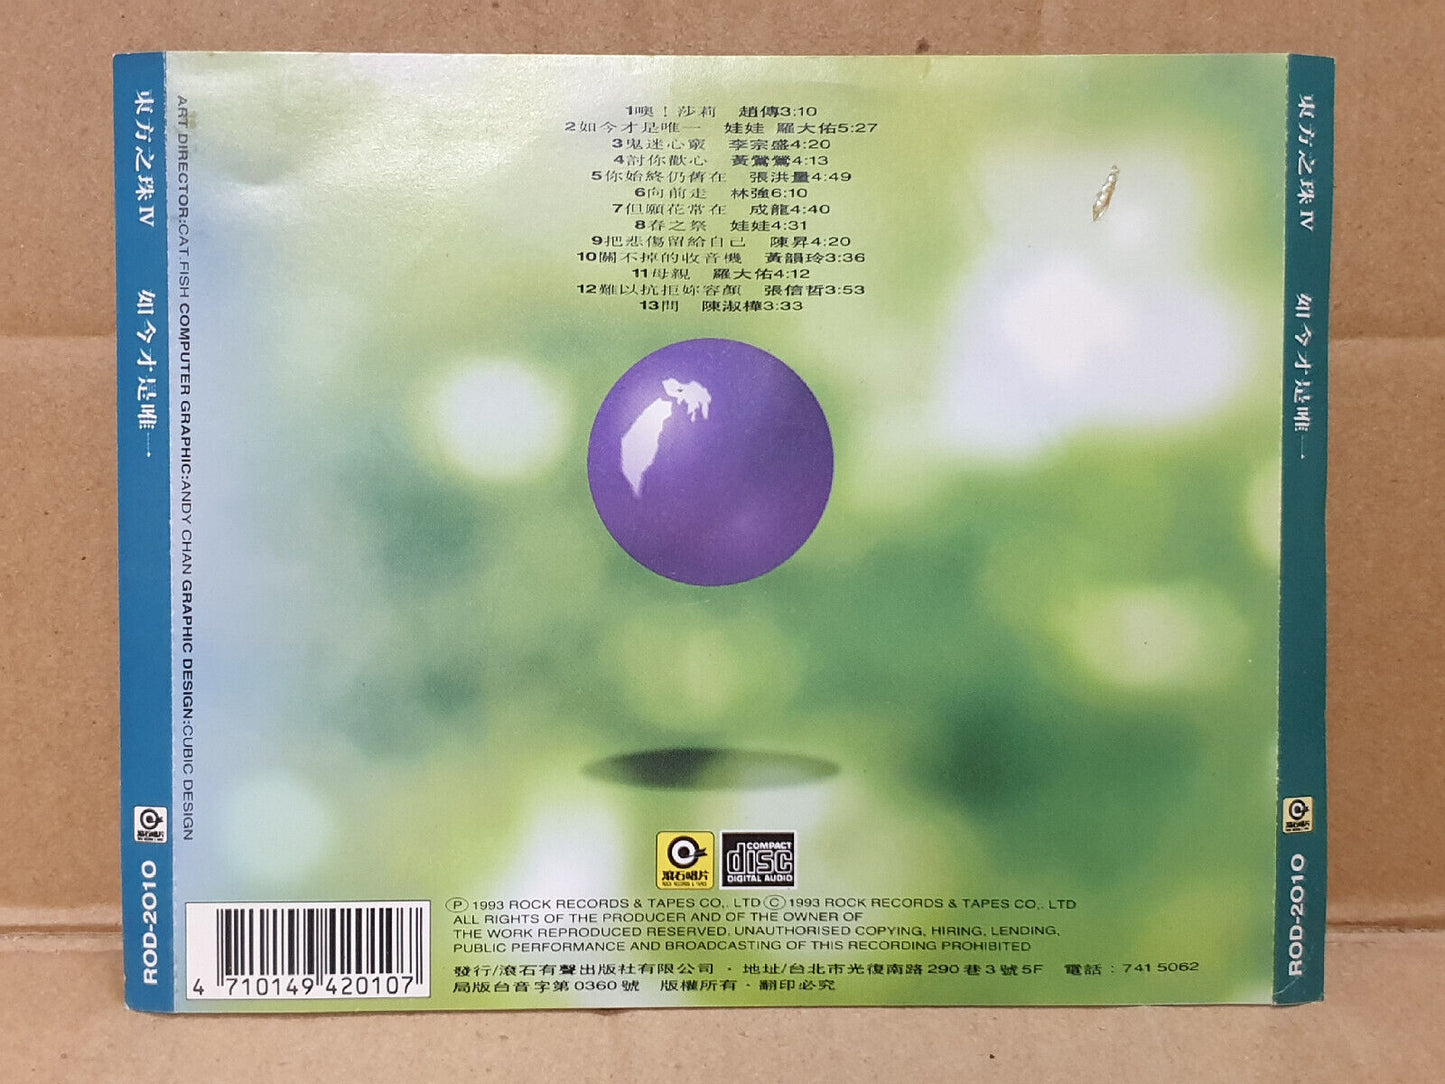 東方之珠 IV 如今才是唯一
滾石唱片
ROD-2010
ART DIRECTOR:CAT.FISH COMPUTER GRAPHIC:ANDY CHAN GRAPHIC DESIGN:CUBIC DESIGN
1噢！莎莉 趙傳3:10
2如今才是唯一 娃娃 羅大佑5:27
3鬼迷心竅 李宗盛4:20
4討你歡心 黃鶯鶯4:13
5你始終仍舊在 張洪量4:49
6向前走 林強6:10
7但願花常在 成龍4:40
8春之祭 娃娃4:31
9把悲傷留給自己 陳昇4:20
10關不掉的收音機 黃韻玲3:36
11母親 羅大佑4:12
12難以抗拒妳容顏 張信哲3:53
13問 陳淑樺3:33
滾石唱片
COMPACT
disc
DIGITAL AUDIO
Ⓟ 1993 ROCK RECORDS & TAPES CO,. LTD Ⓒ 1993 ROCK RECORDS & TAPES CO,. LTD
ALL RIGHTS OF THE PRODUCER AND OF THE OWNER OF
THE WORK REPRODUCED RESERVED, UNAUTHORISED COPYING, HIRING, LENDING,
PUBLIC PERFORMANCE AND BROADCASTING OF THIS RECORDING PROHIBITED
發行/滾石有聲出版社有限公司・地址/台北市光復南路290巷3號5F 電話：741 5062
局版台音字第0360號 版權所有・翻印必究
4 710149 420107
東方之珠 IV 如今才是唯一
滾石唱片
ROD-2010